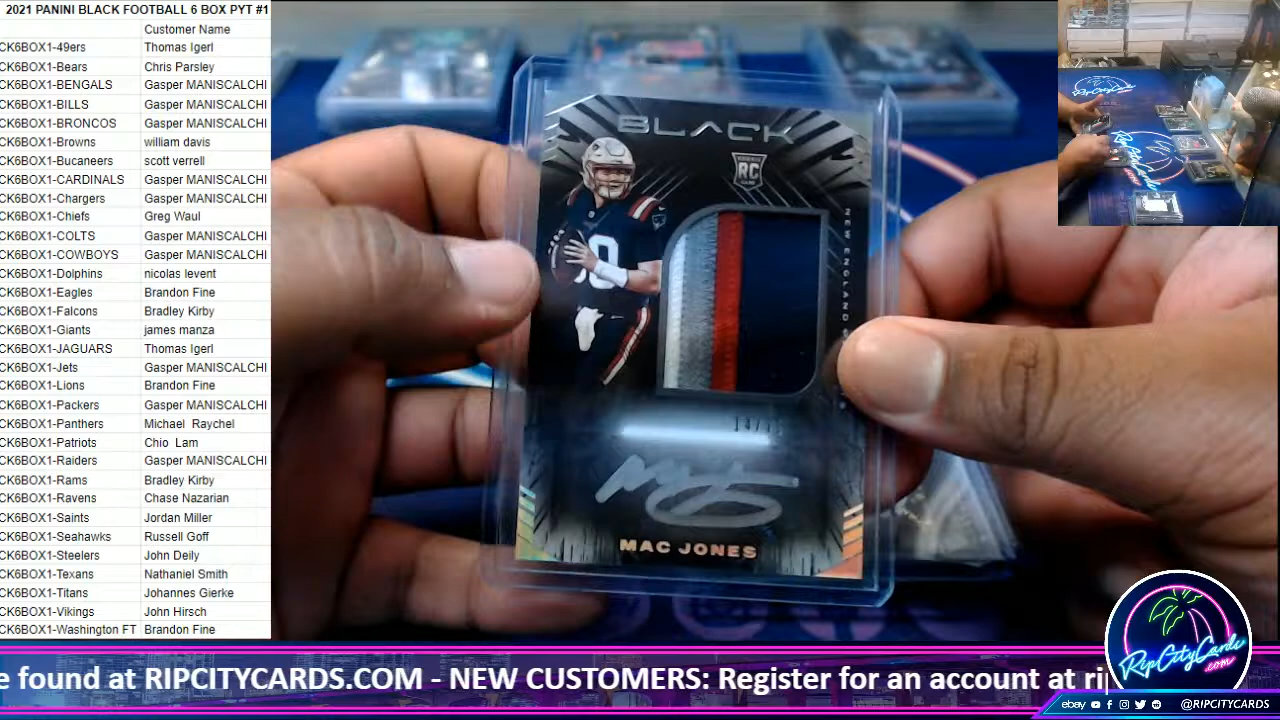 2021 PANINI BLACK FOOTBALL 6 BOX PYT #1
Customer Name
CK6BOX1-49ers Thomas Igerl
CK6BOX1-Bears Chris Parsley
CK6BOX1-BENGALS Gasper MANISCALCHI
CK6BOX1-BILLS Gasper MANISCALCHI
CK6BOX1-BRONCOS Gasper MANISCALCHI
CK6BOX1-Browns william davis
CK6BOX1-Bucaneers scott verrell
CK6BOX1-CARDINALS Gasper MANISCALCHI
CK6BOX1-Chargers Gasper MANISCALCHI
CK6BOX1-Chiefs Greg Waul
CK6BOX1-COLTS Gasper MANISCALCHI
CK6BOX1-COWBOYS Gasper MANISCALCHI
CK6BOX1-Dolphins nicolas levent
CK6BOX1-Eagles Brandon Fine
CK6BOX1-Falcons Bradley Kirby
CK6BOX1-Giants james manza
CK6BOX1-JAGUARS Thomas Igerl
CK6BOX1-Jets Gasper MANISCALCHI
CK6BOX1-Lions Brandon Fine
CK6BOX1-Packers Gasper MANISCALCHI
CK6BOX1-Panthers Michael Raychel
CK6BOX1-Patriots Chio Lam
CK6BOX1-Raiders Gasper MANISCALCHI
CK6BOX1-Rams Bradley Kirby
CK6BOX1-Ravens Chase Nazarian
CK6BOX1-Saints Jordan Miller
CK6BOX1-Seahawks Russell Goff
CK6BOX1-Steelers John Deily
CK6BOX1-Texans Nathaniel Smith
CK6BOX1-Titans Johannes Gierke
CK6BOX1-Vikings John Hirsch
CK6BOX1-Washington FT Brandon Fine
BLACK
RC
NEW ENGLAND
MAC JONES
RipCityCards
RipCityCards
.com
e found at RIPCITYCARDS.COM - NEW CUSTOMERS: Register for an account at ri
ebay @RIPCITYCARDS